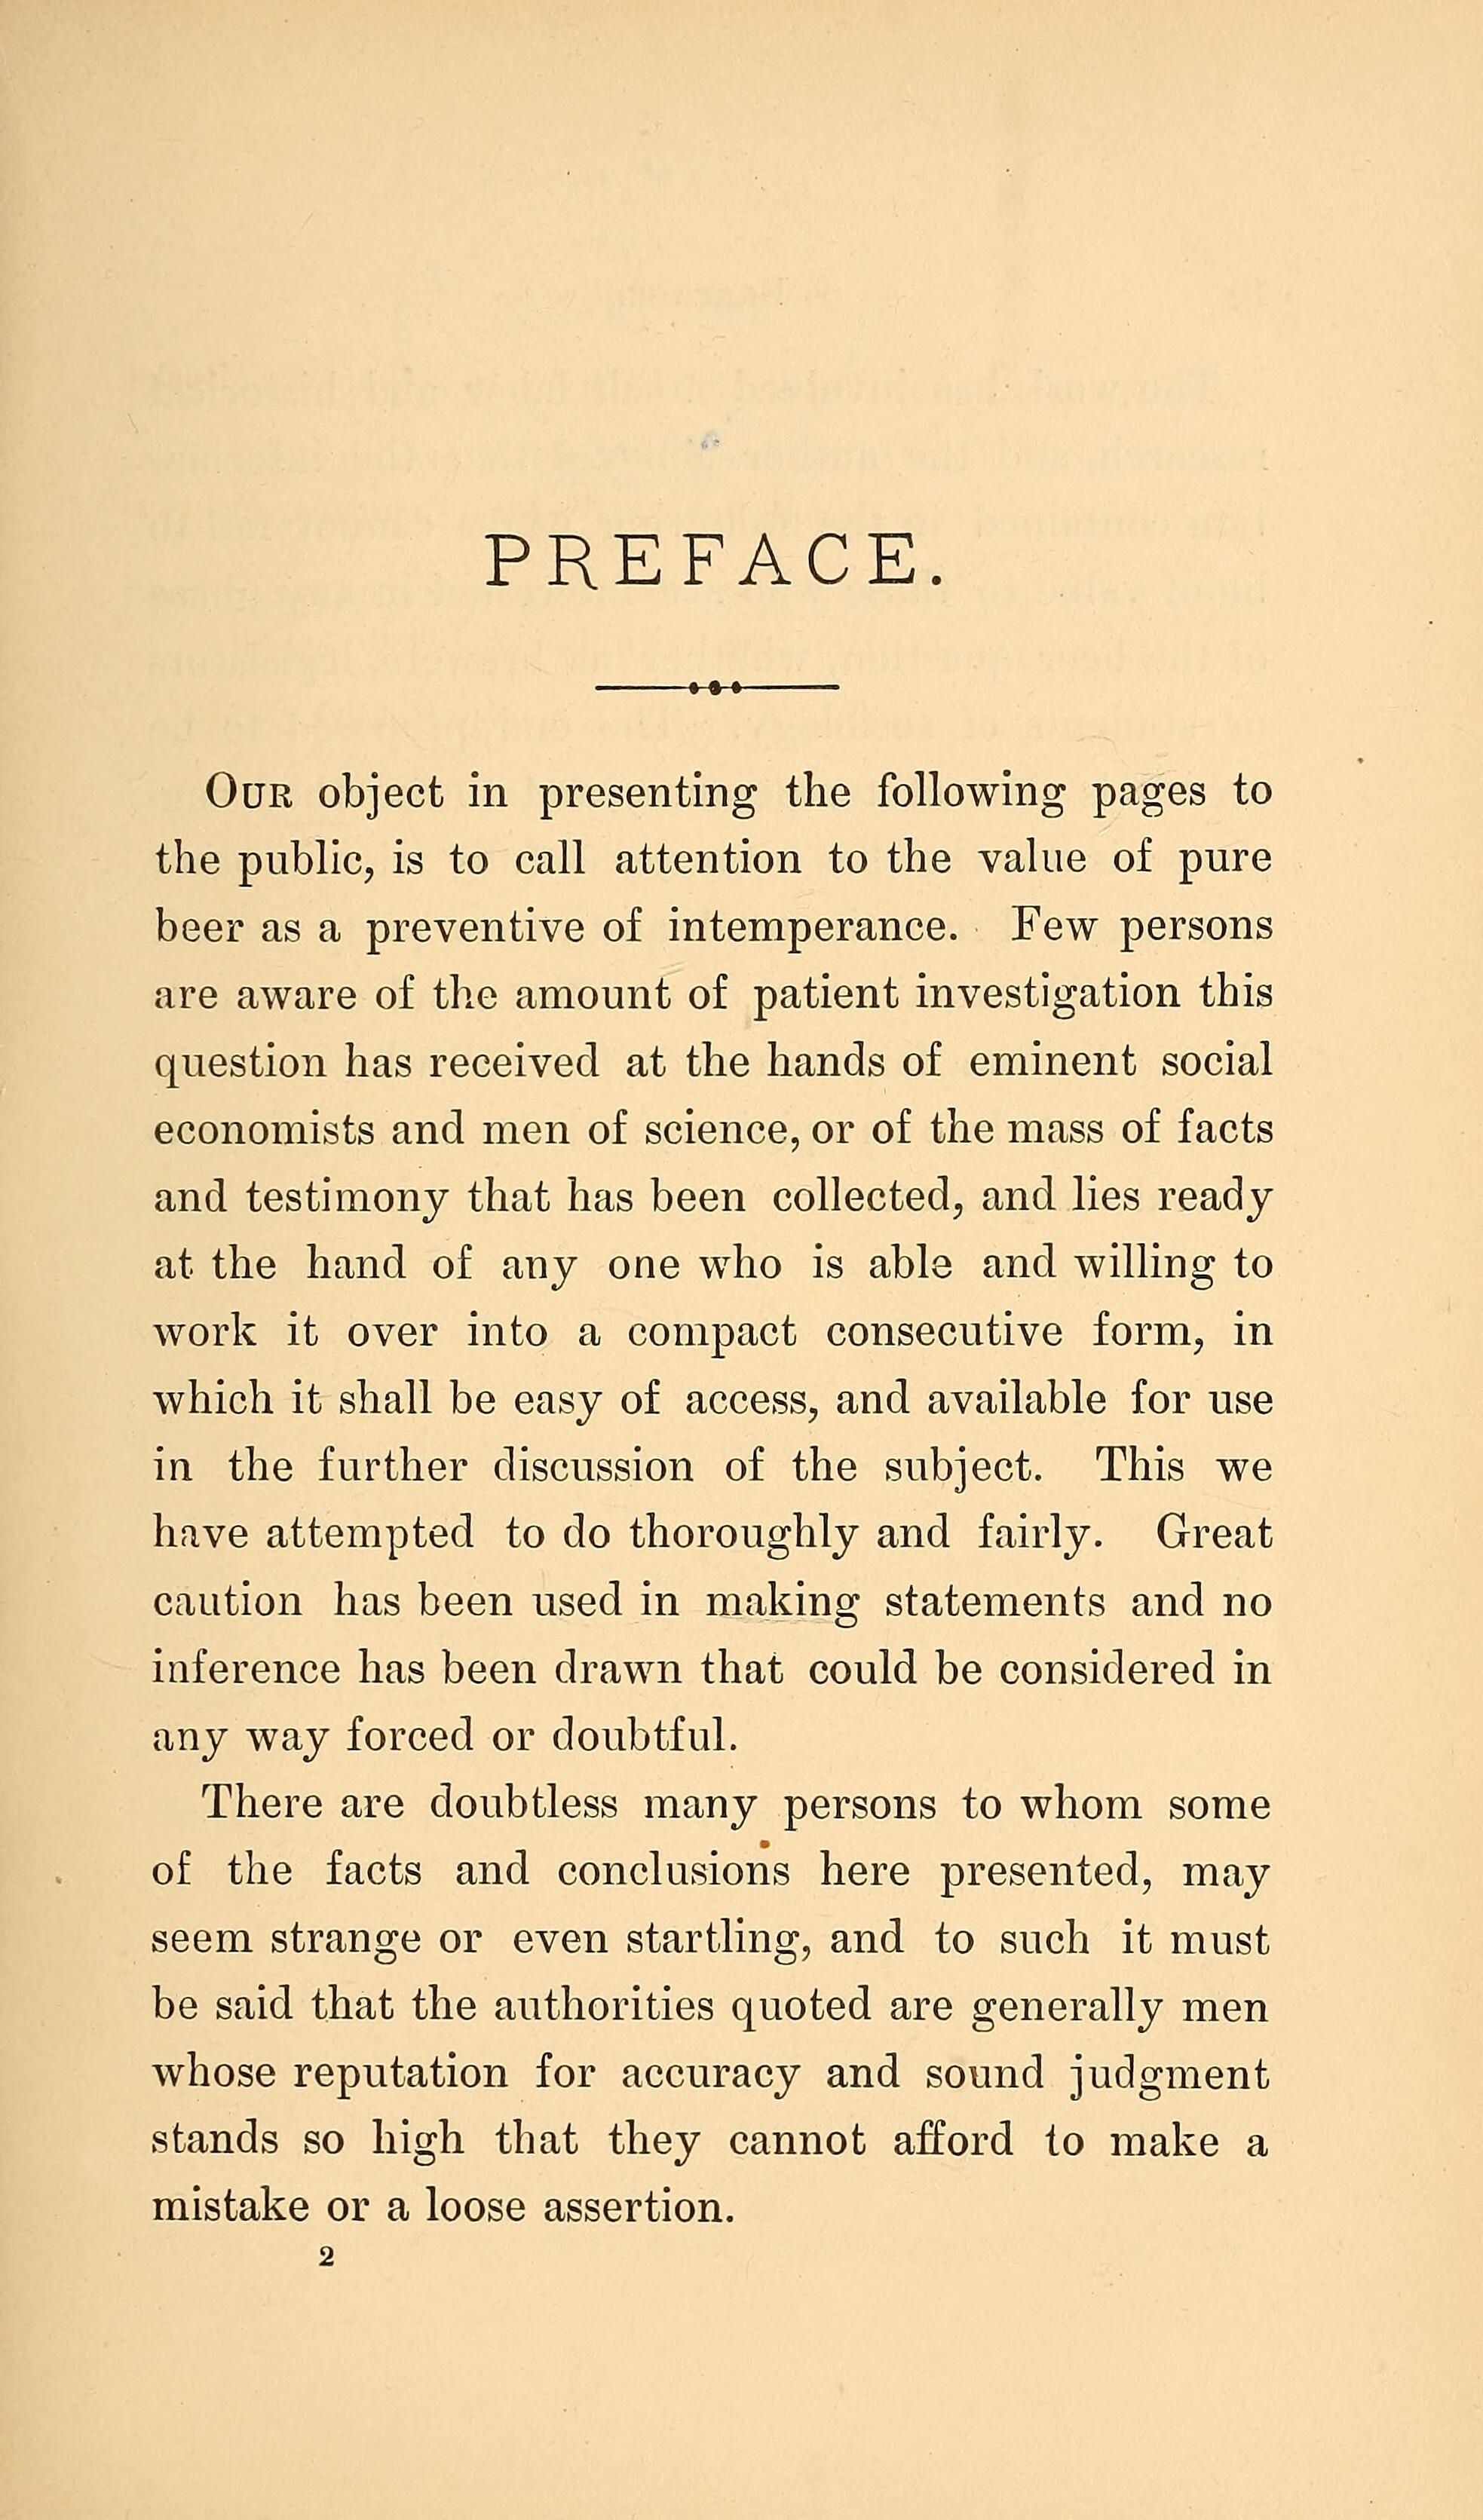 PREFACE.
OUR object in presenting the following pages to
the public, is to call attention to the value of pure
beer as a preventive of intemperance. Few persons
are aware of the amount of patient investigation this
question has received at the hands of eminent social
economists and men of science, or of the mass of facts
and testimony that has been collected, and lies ready
at the hand of any one who is able and willing to
work it over into a compact consecutive form, in
which it shall be easy of access, and available for use
in the further discussion of the subject. This we
have attempted to do thoroughly and fairly. Great
caution has been used in making statements and no
inference has been drawn that could be considered in
any way forced or doubtful.
There are doubtless many persons to whom some
of the facts and conclusions here presented, may
seem strange or even startling, and to such it must
be said that the authorities quoted are generally men
whose reputation for accuracy and sound judgment
stands so high that they cannot afford to make a
mistake or a loose assertion.
2